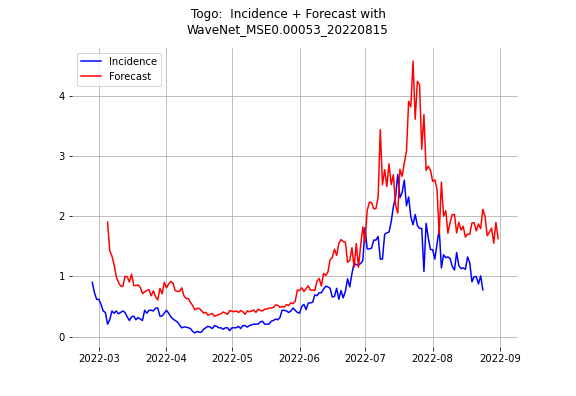 Togo:  Incidence + Forecast with
WaveNet_MSE0.00053_20220815
Incidence
Forecast
4
3
2
1
0
2022-03 2022-04 2022-05 2022-06 2022-07 2022-08 2022-09